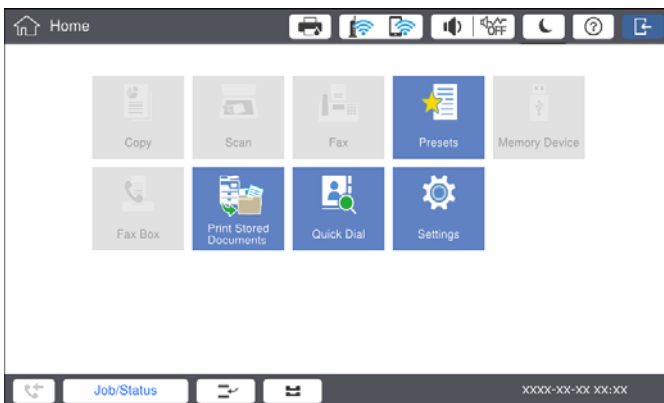 Home
OFF
Copy
Scan
Fax
Presets
Memory Device
Fax Box
Print Stored
Documents
Quick Dial
Settings
Job/Status
XXXX-XX-XX XX:XX